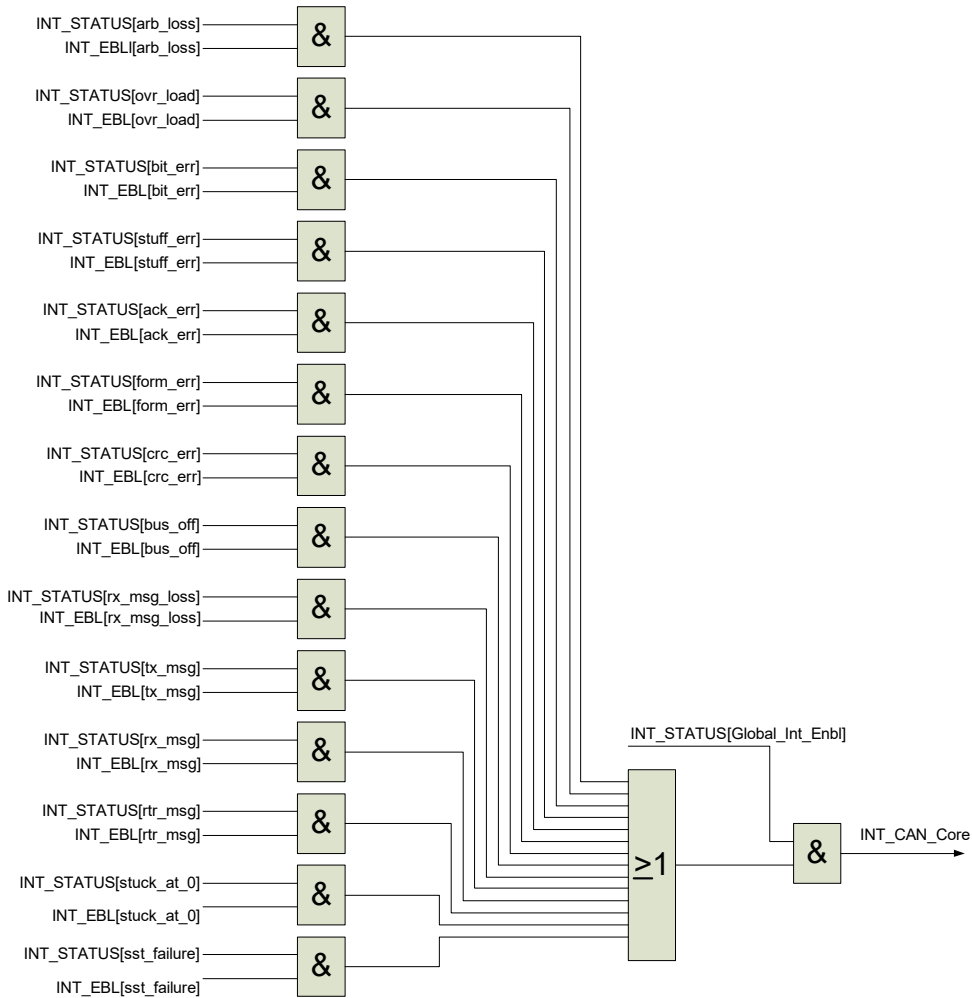 INT_STATUS[arb_loss]
INT_EBLI[arb_loss]
&
INT_STATUS[ovr_load]
INT_EBL[ovr_load]
&
INT_STATUS[bit_err]
INT_EBL[bit_err]
&
INT_STATUS[stuff_err]
INT_EBL[stuff_err]
&
INT_STATUS[ack_err]
INT_EBL[ack_err]
&
INT_STATUS[form_err]
INT_EBL[form_err]
&
INT_STATUS[crc_err]
INT_EBL[crc_err]
&
INT_STATUS[bus_off]
INT_EBL[bus_off]
&
INT_STATUS[rx_msg_loss]
INT_EBL[rx_msg_loss]
&
INT_STATUS[tx_msg]
INT_EBL[tx_msg]
&
INT_STATUS[rx_msg]
INT_EBL[rx_msg]
&
INT_STATUS[rtr_msg]
INT_EBL[rtr_msg]
&
INT_STATUS[stuck_at_0]
INT_EBL[stuck_at_0]
&
INT_STATUS[sst_failure]
INT_EBL[sst_failure]
&
INT_STATUS[Global_Int_Enbl]
≥1
&
INT_CAN_Core